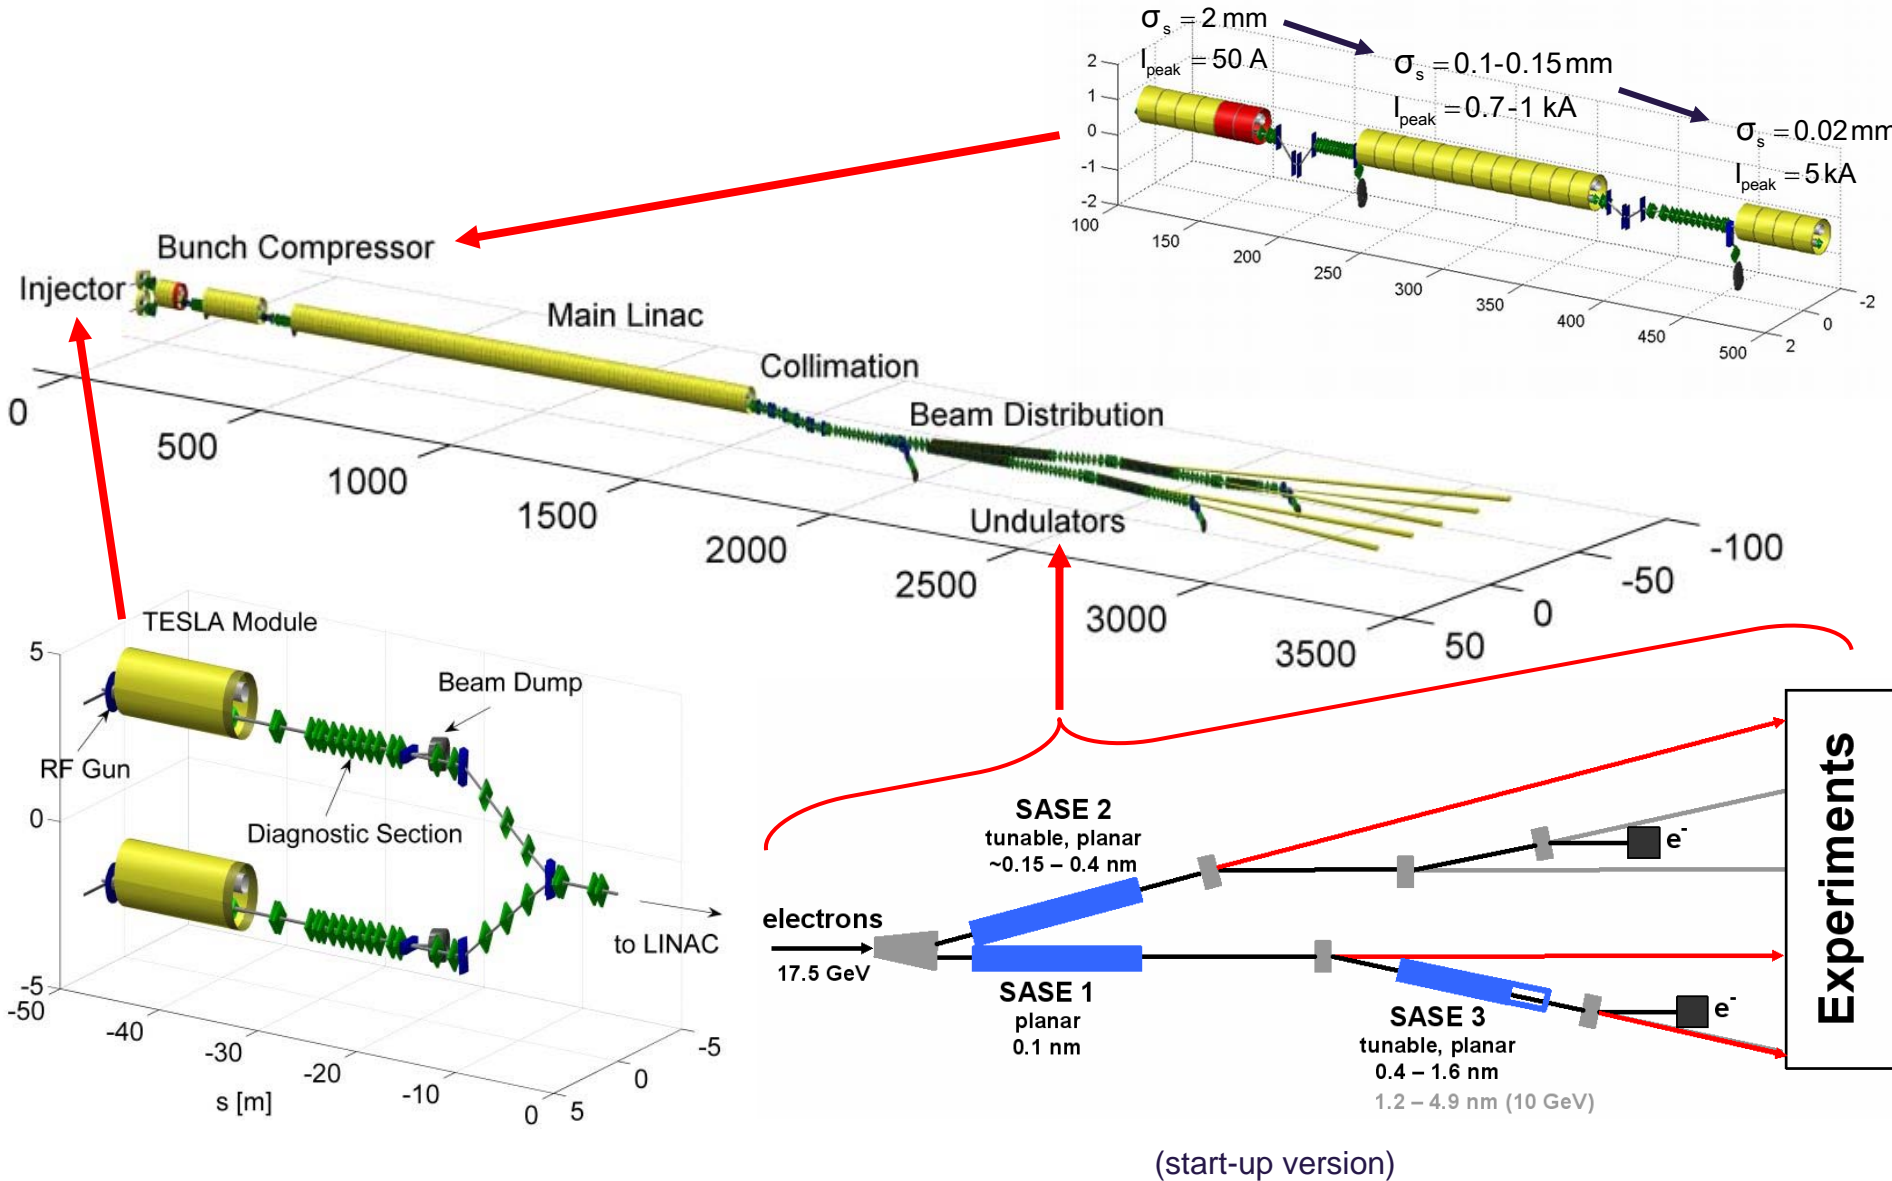 σs = 2 mm
Ipeak = 50 A
σs = 0.1-0.15 mm
Ipeak = 0.7-1 kA
σs = 0.02 mm
Ipeak = 5 kA
2
1
0
-1
-2
100
150
200
250
300
350
400
450
500
2
0
-2
Injector
Bunch Compressor
Main Linac
Collimation
Beam Distribution
Undulators
0
500
1000
1500
2000
2500
3000
3500
50
0
-50
-100
TESLA Module
Beam Dump
RF Gun
Diagnostic Section
to LINAC
5
0
-5
-50
-40
-30
-20
-10
0
5
0
-5
s [m]
SASE 2
tunable, planar
~0.15 – 0.4 nm
electrons
17.5 GeV
SASE 1
planar
0.1 nm
SASE 3
tunable, planar
0.4 – 1.6 nm
1.2 – 4.9 nm (10 GeV)
e-
e-
Experiments
(start-up version)